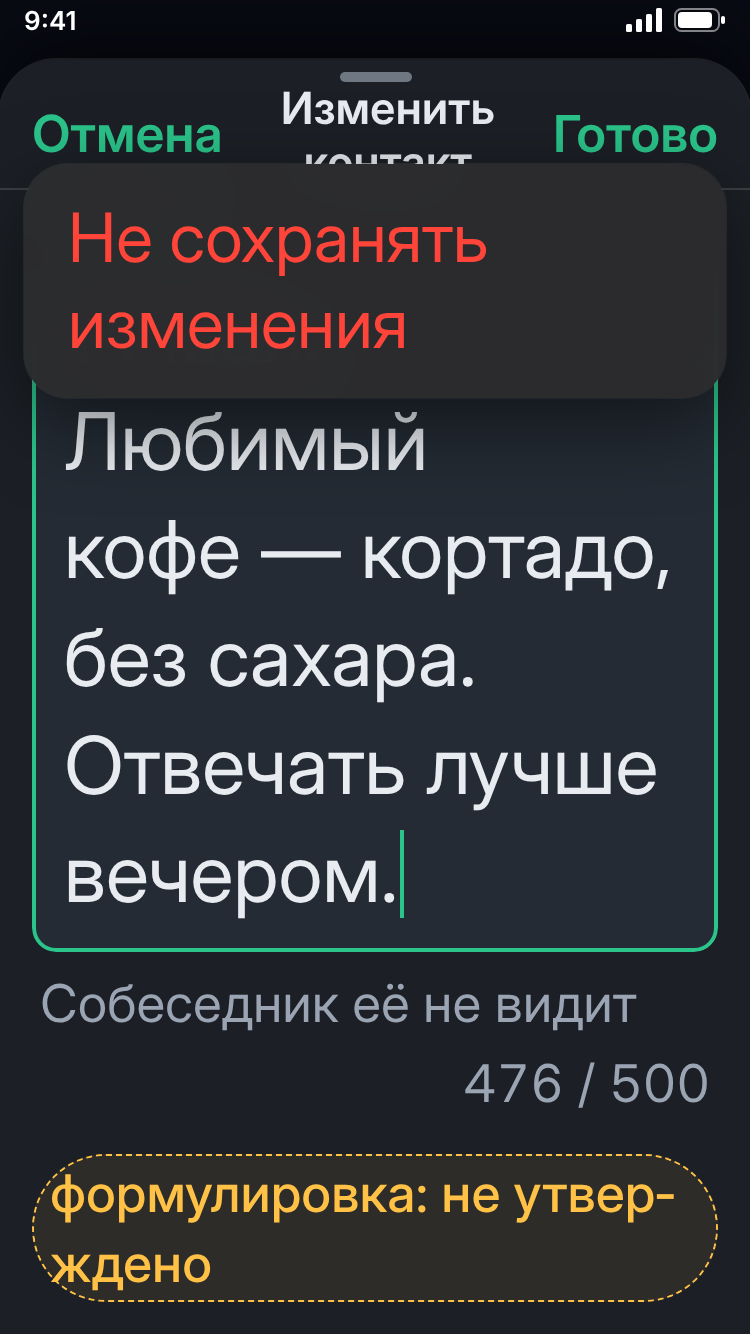 9:41
Отмена
Изменить
контакт
Готово
Не сохранять
изменения
Любимый
кофе — кортадо,
без сахара.
Отвечать лучше
вечером.
Собеседник её не видит
476 / 500
формулировка: не утвер-
ждено